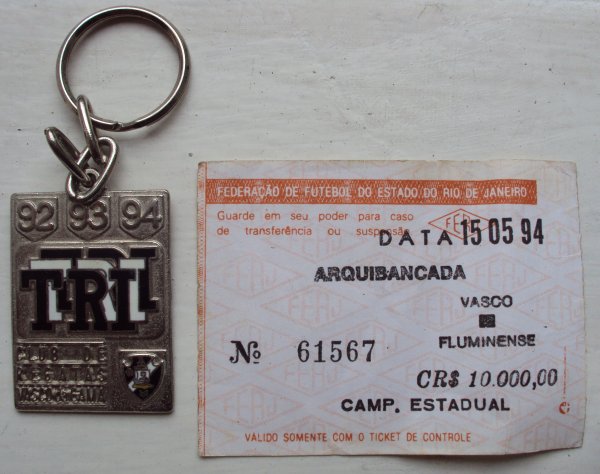 92 93 94
TRI
CLUB DE
REGATAS
VASCO DA GAMA
FEDERAÇÃO DE FUTEBOL DO ESTADO DO RIO DE JANEIRO
Guarde em seu poder para caso
de transferência ou suspensão
FERJ
DATA 15 05 94
ARQUIBANCADA
VASCO
FLUMINENSE
Nº 61567
CR$ 10.000,00
CAMP. ESTADUAL
VÁLIDO SOMENTE COM O TICKET DE CONTROLE